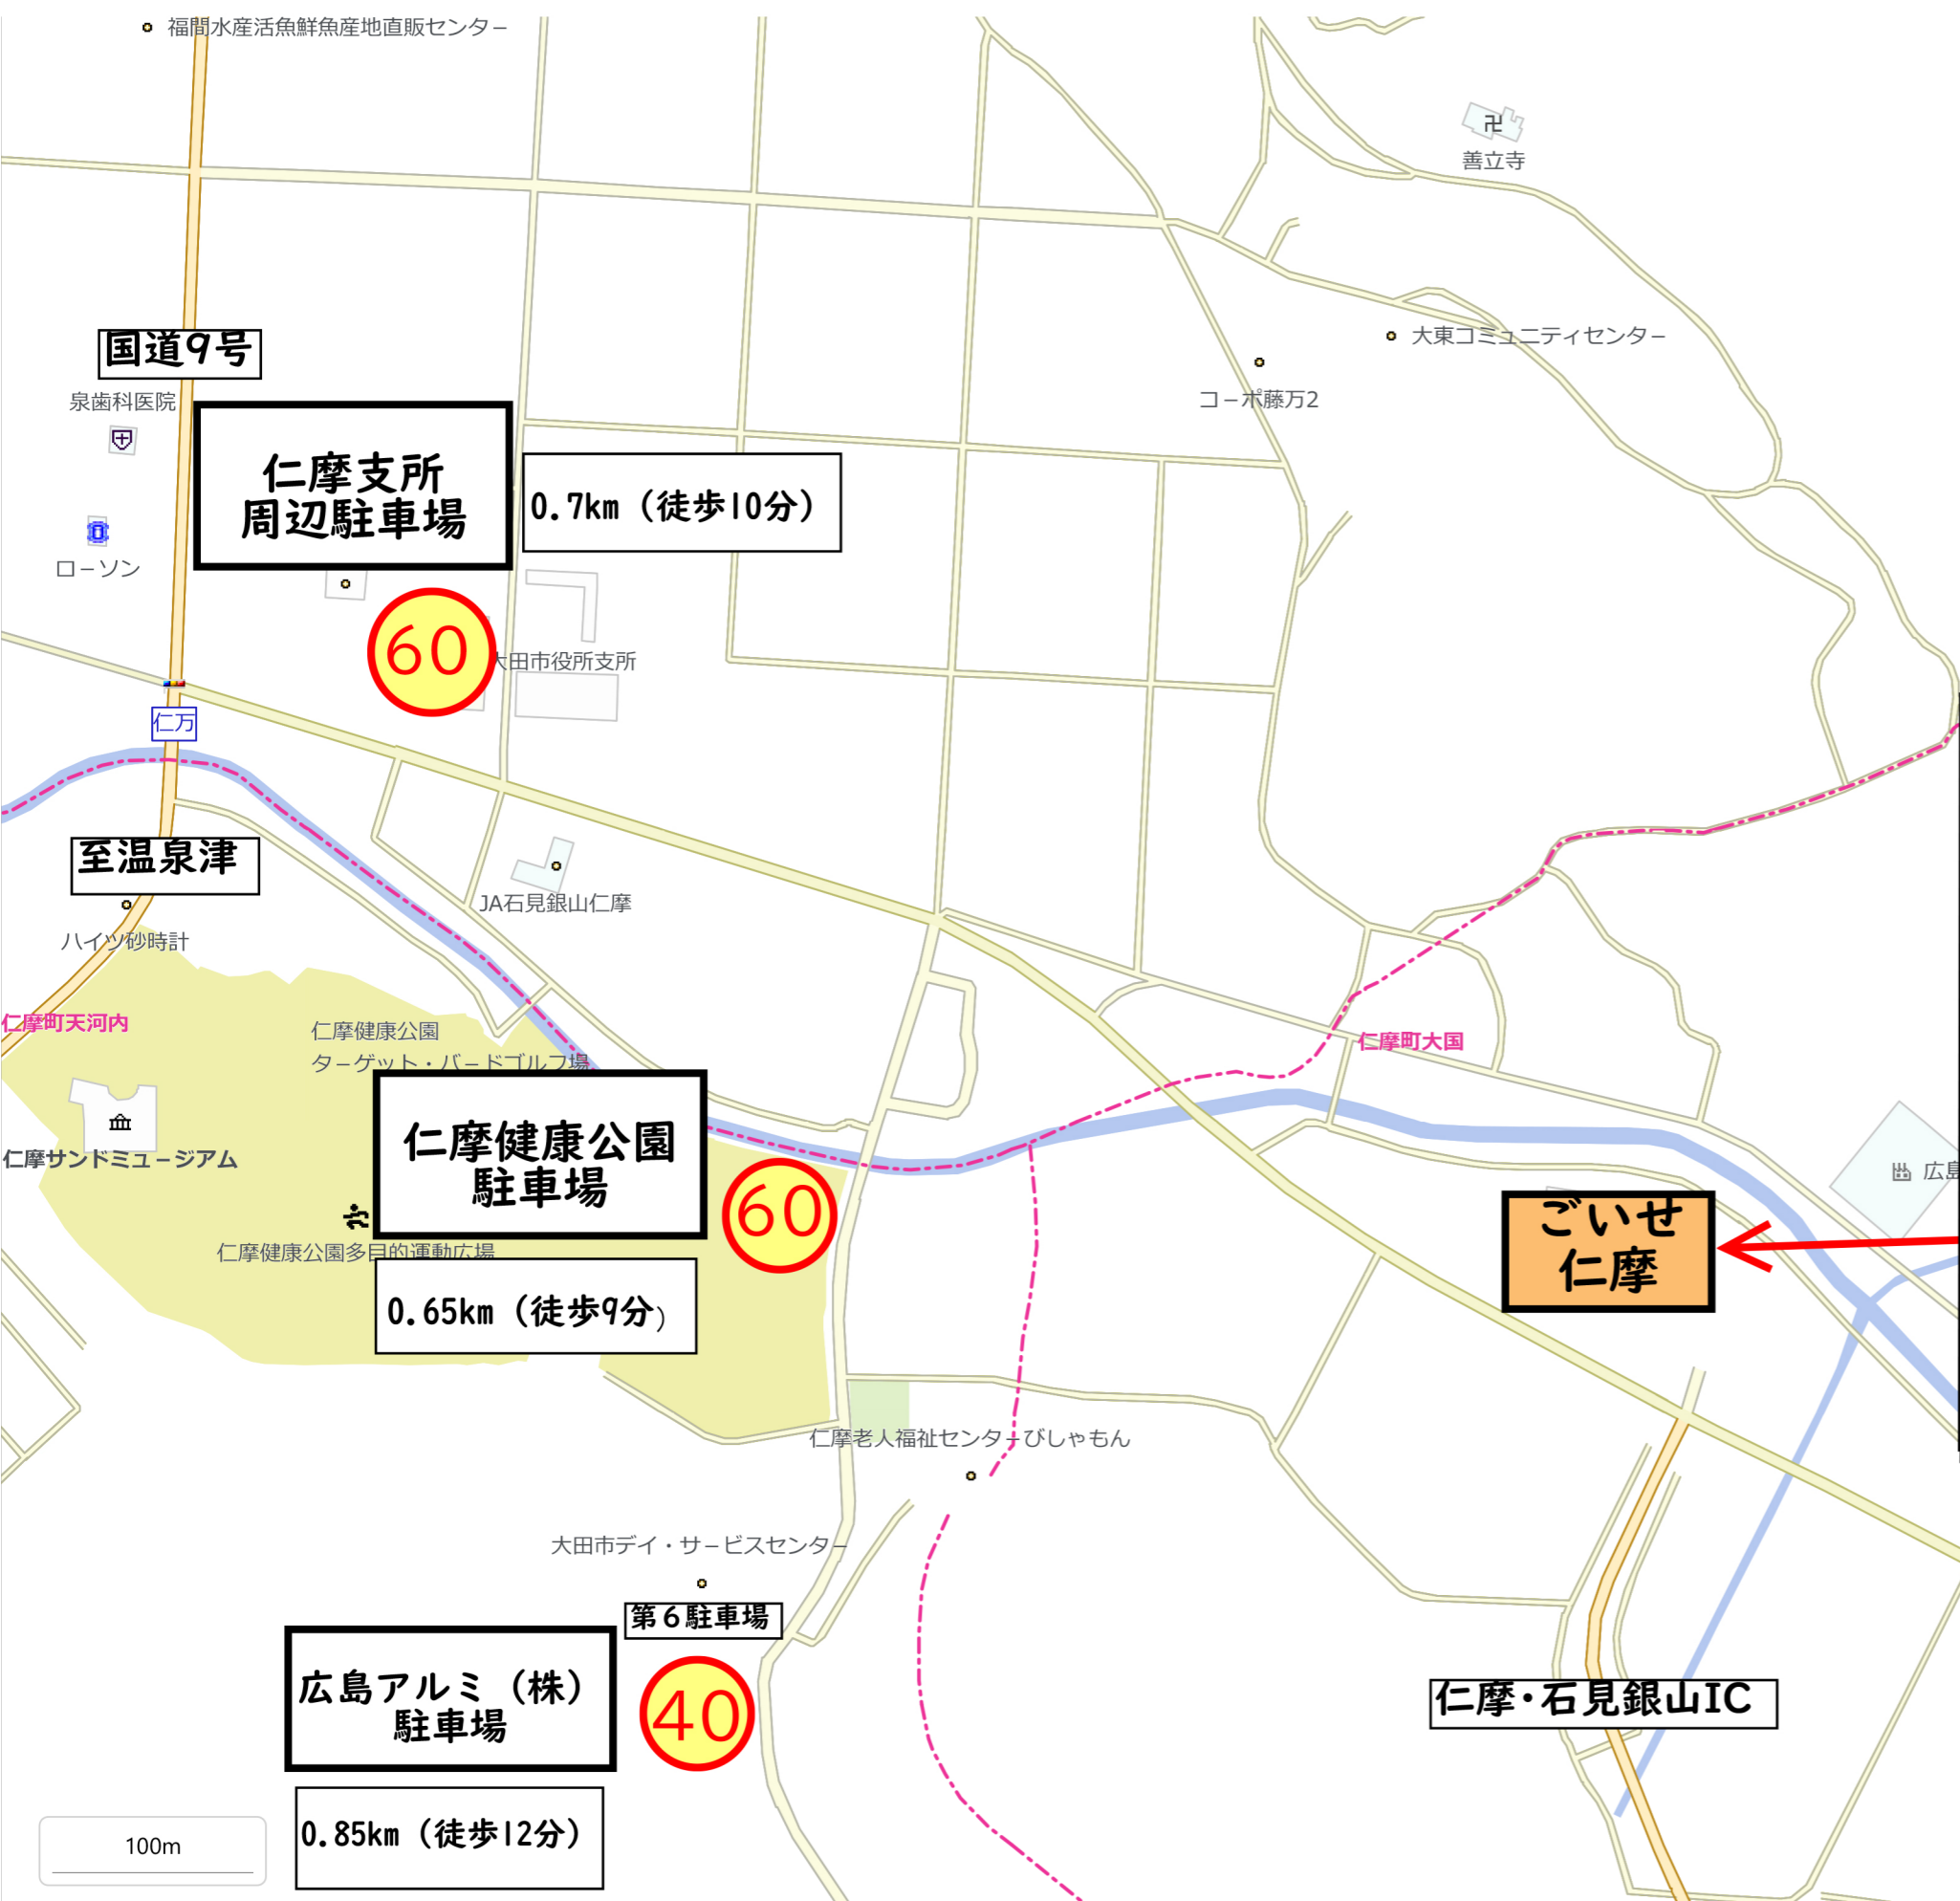 福間水産活魚鮮魚産地直販センター
善立寺
国道9号
大東コミュニティセンター
泉歯科医院
コーポ藤万2
仁摩支所
周辺駐車場
0.7km（徒歩10分）
ローソン
60
大田市役所支所
仁万
至温泉津
JA石見銀山仁摩
ハイツ砂時計
仁摩町天河内
仁摩健康公園
ターゲット・バードゴルフ場
仁摩町大国
仁摩健康公園
駐車場
仁摩サンドミュージアム
広島
60
ごいせ
仁摩
仁摩健康公園多目的運動広場
0.65km（徒歩9分）
仁摩老人福祉センターびしゃもん
大田市デイ・サービスセンター
第６駐車場
広島アルミ（株）
駐車場
40
仁摩・石見銀山IC
0.85km（徒歩12分）
100m